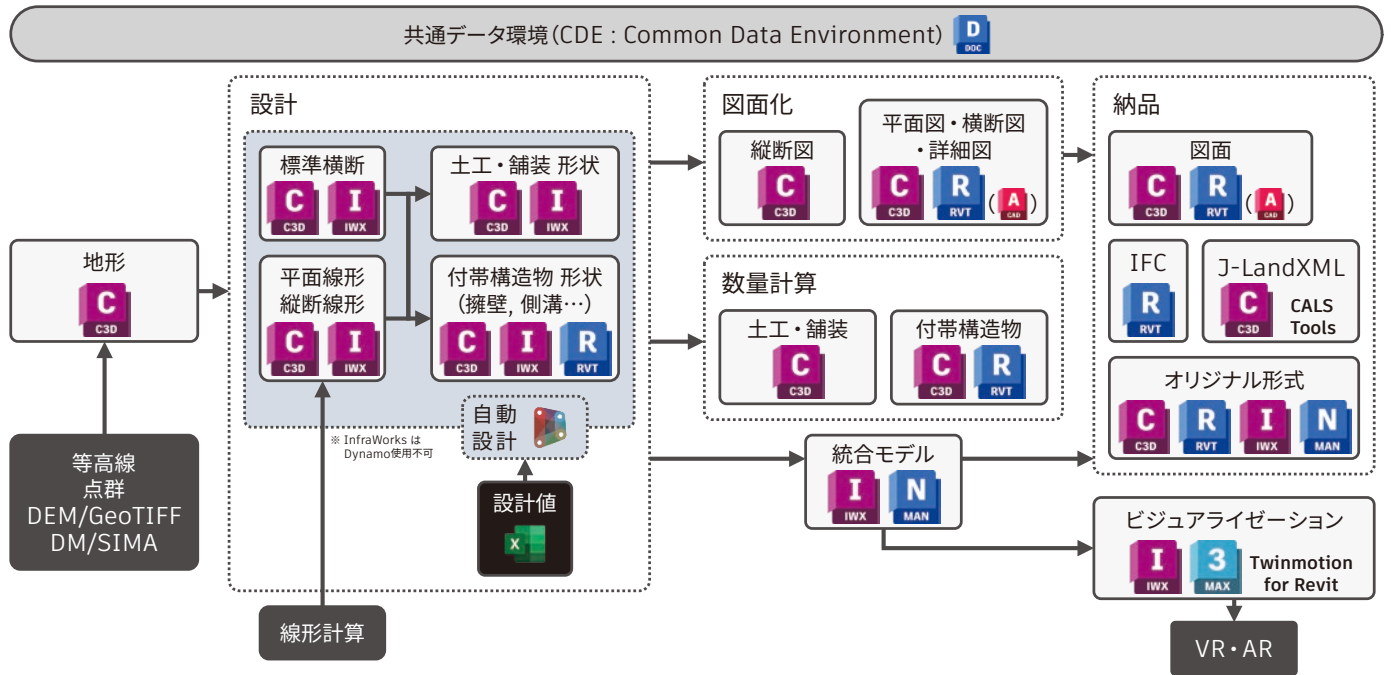 共通データ環境(CDE : Common Data Environment)
D
DOC
地形
C
C3D
等高線
点群
DEM/GeoTIFF
DM/SIMA
設計
標準横断
C I
C3D IWX
土工・舗装 形状
C I
C3D IWX
平面線形
縦断線形
C I
C3D IWX
付帯構造物 形状
(擁壁, 側溝…)
C I R
C3D IWX RVT
※ InfraWorks は
Dynamo使用不可
自動
設計
設計値
X
線形計算
図面化
縦断図
C
C3D
平面図・横断図
・詳細図
C R (A)
C3D RVT CAD
数量計算
土工・舗装
C
C3D
付帯構造物
C R
C3D RVT
統合モデル
I N
IWX MAN
納品
図面
C R (A)
C3D RVT CAD
IFC
R
RVT
J-LandXML
C CALS
C3D Tools
オリジナル形式
C R I N
C3D RVT IWX MAN
ビジュアライゼーション
I 3 Twinmotion
IWX MAX for Revit
VR・AR